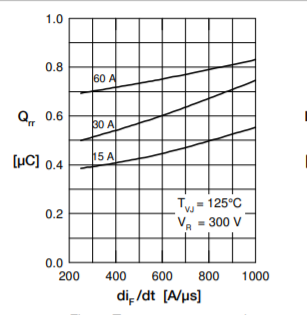 1.0
0.8
60 A
Qrr 0.6
30 A
[µC] 0.4
15 A
TVJ = 125°C
0.2
VR = 300 V
0.0
200 400 600 800 1000
diF/dt [A/µs]